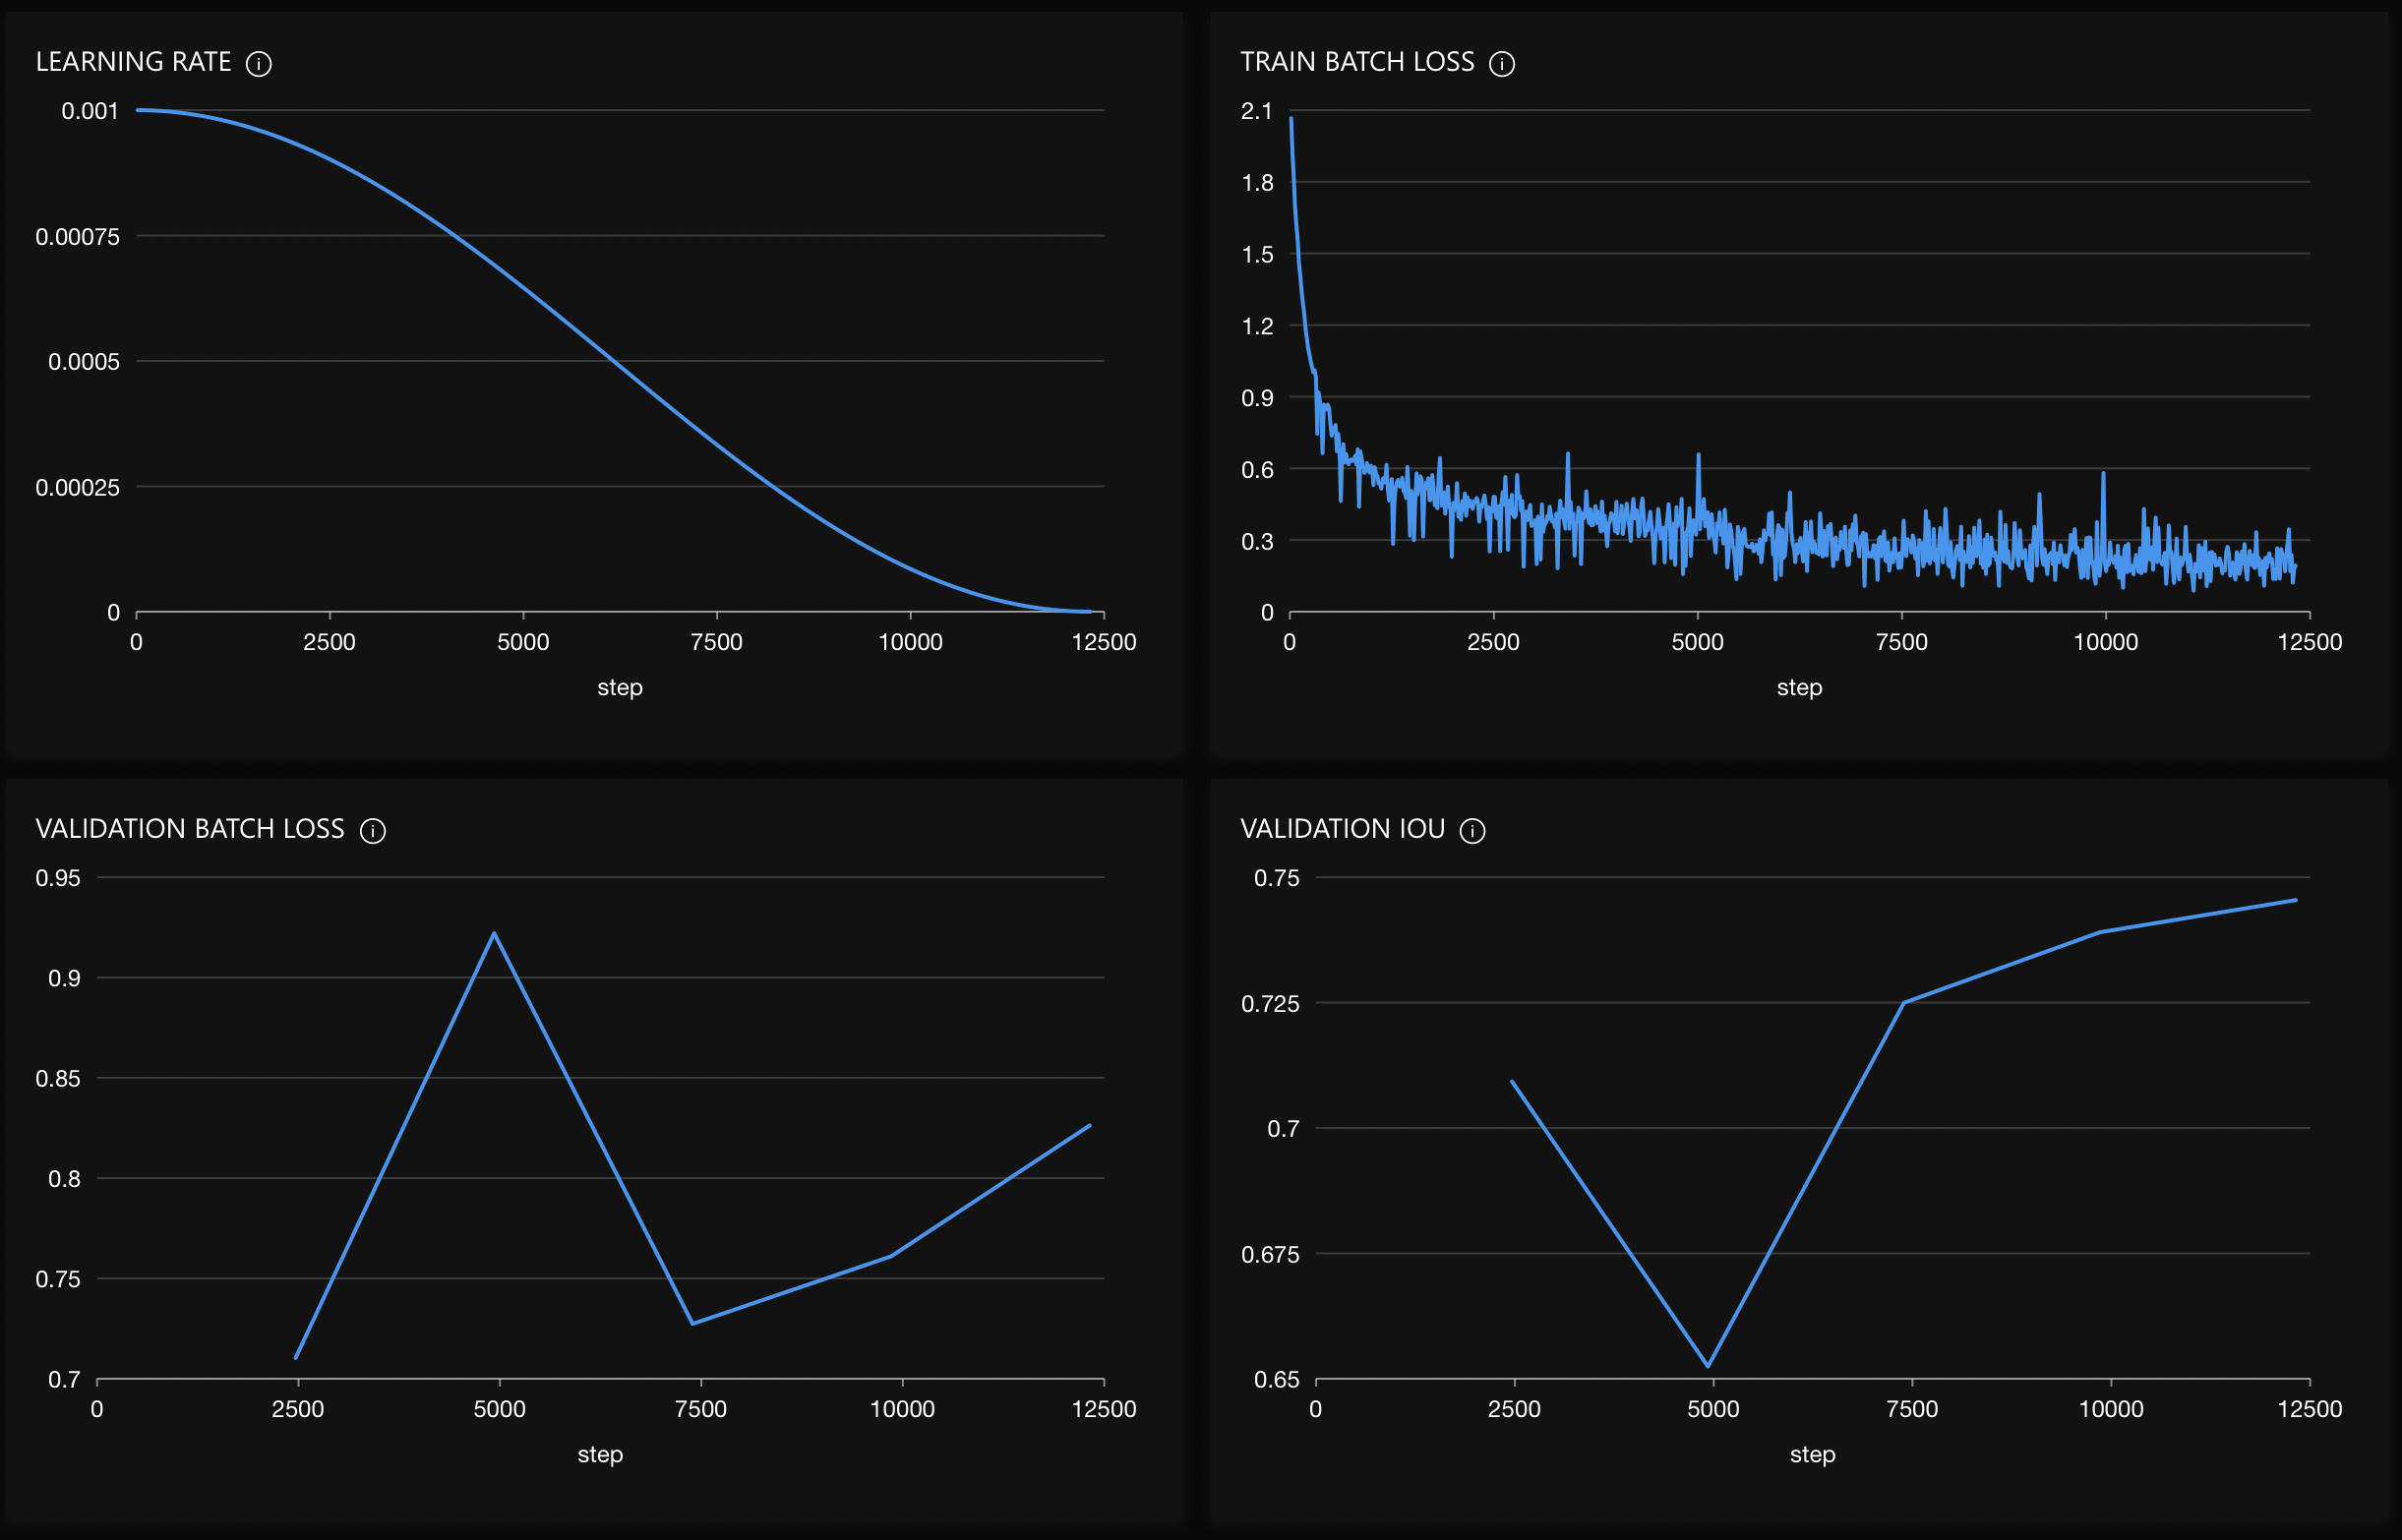 LEARNING RATE
0.001
0.00075
0.0005
0.00025
0
0 2500 5000 7500 10000 12500
step
TRAIN BATCH LOSS
2.1
1.8
1.5
1.2
0.9
0.6
0.3
0
0 2500 5000 7500 10000 12500
step
VALIDATION BATCH LOSS
0.95
0.9
0.85
0.8
0.75
0.7
0 2500 5000 7500 10000 12500
step
VALIDATION IOU
0.75
0.725
0.7
0.675
0.65
0 2500 5000 7500 10000 12500
step